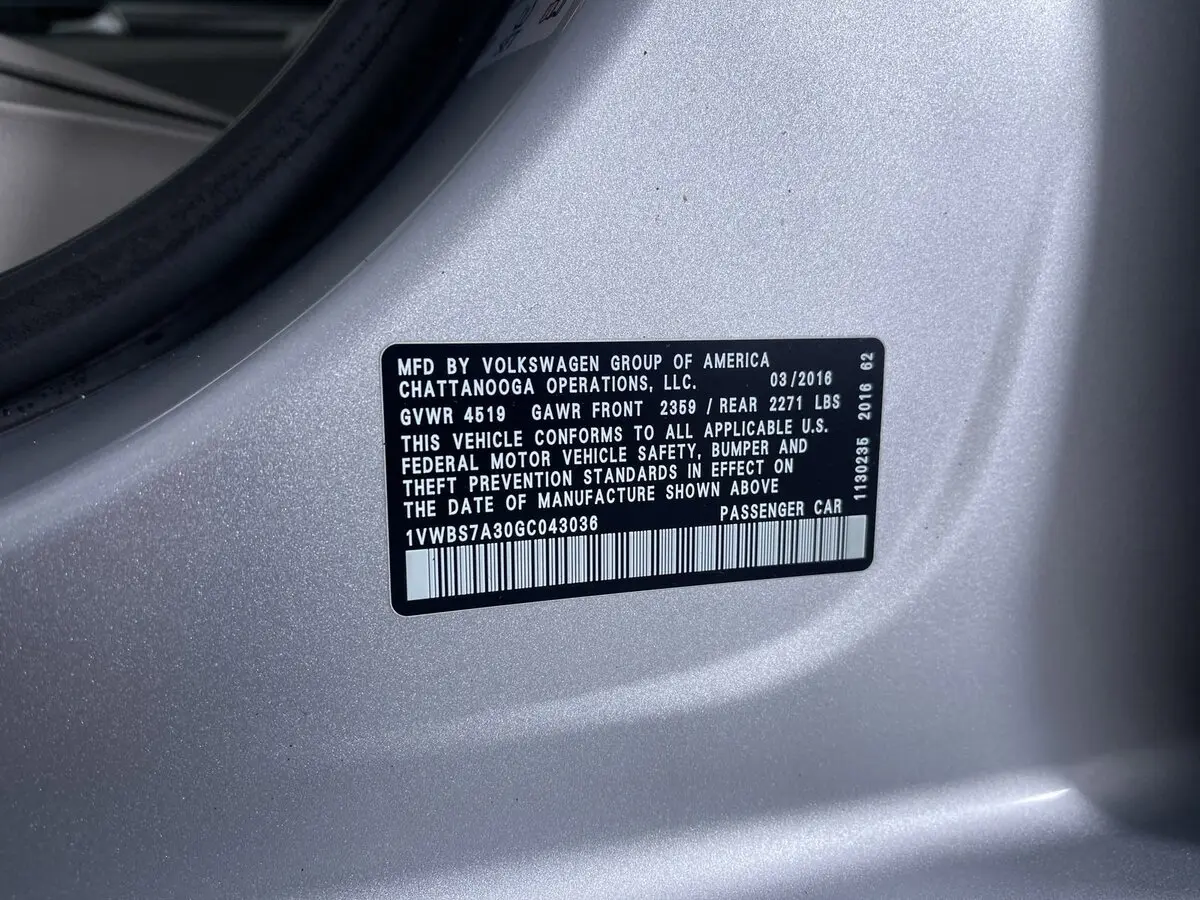 MFD BY VOLKSWAGEN GROUP OF AMERICA
CHATTANOOGA OPERATIONS, LLC. 03/2016
GVWR 4519 GAWR FRONT 2359 / REAR 2271 LBS
THIS VEHICLE CONFORMS TO ALL APPLICABLE U.S.
FEDERAL MOTOR VEHICLE SAFETY, BUMPER AND
THEFT PREVENTION STANDARDS IN EFFECT ON
THE DATE OF MANUFACTURE SHOWN ABOVE
1VWBS7A30GC043036 PASSENGER CAR
1130235 2016 62